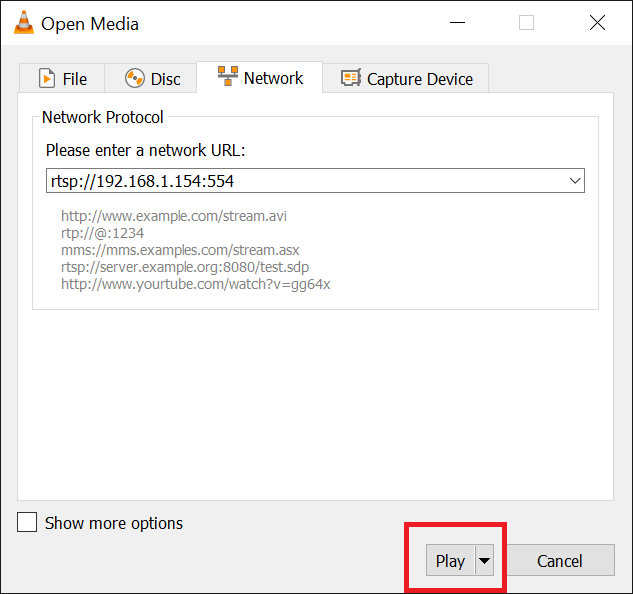 Open Media
File Disc Network Capture Device
Network Protocol
Please enter a network URL:
rtsp://192.168.1.154:554
http://www.example.com/stream.avi
rtp://@:1234
mms://mms.examples.com/stream.asx
rtsp://server.example.org:8080/test.sdp
http://www.yourtube.com/watch?v=gg64x
Show more options
Play Cancel